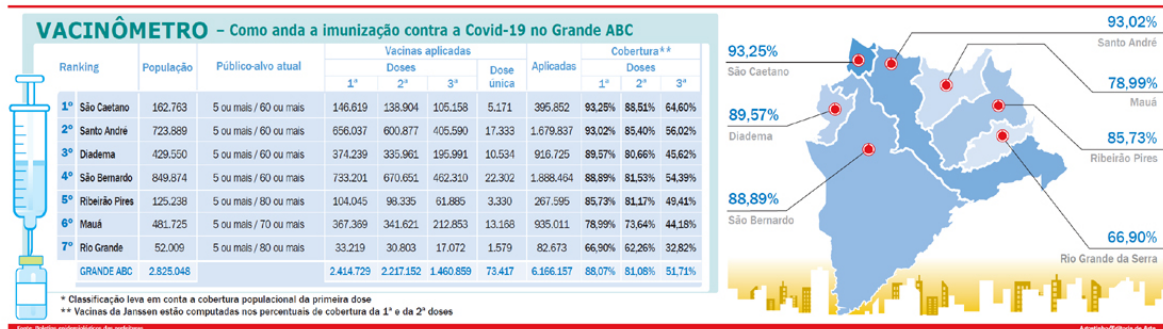 VACINÔMETRO – Como anda a imunização contra a Covid-19 no Grande ABC
Ranking População Público-alvo atual Vacinas aplicadas Aplicadas Cobertura**
Doses Dose única Doses
1ª 2ª 3ª 1ª 2ª 3ª
1º São Caetano 162.763 5 ou mais / 60 ou mais 146.619 138.904 105.158 5.171 395.852 93,25% 88,51% 64,60%
2º Santo André 723.889 5 ou mais / 60 ou mais 656.037 600.877 405.590 17.333 1.679.837 93,02% 85,40% 56,02%
3º Diadema 429.550 5 ou mais / 60 ou mais 374.239 335.961 195.991 10.534 916.725 89,57% 80,66% 45,62%
4º São Bernardo 849.874 5 ou mais / 60 ou mais 733.201 670.651 462.310 22.302 1.888.464 88,89% 81,53% 54,39%
5º Ribeirão Pires 125.238 5 ou mais / 60 ou mais 104.045 98.335 61.885 3.330 267.595 85,73% 81,17% 49,41%
6º Mauá 481.725 5 ou mais / 70 ou mais 367.369 341.621 212.853 13.168 935.011 78,99% 73,64% 44,18%
7º Rio Grande 52.009 5 ou mais / 80 ou mais 33.219 30.803 17.072 1.579 82.673 66,90% 62,26% 32,82%
GRANDE ABC 2.825.048 2.414.729 2.217.152 1.460.859 73.417 6.166.157 88,07% 81,08% 51,71%
* Classificação leva em conta a cobertura populacional da primeira dose
** Vacinas da Janssen estão computadas nos percentuais de cobertura da 1ª e da 2ª doses
93,02%
Santo André
93,25%
São Caetano
78,99%
Mauá
89,57%
Diadema
85,73%
Ribeirão Pires
88,89%
São Bernardo
66,90%
Rio Grande da Serra
Fonte: Boletins epidemiológicos das prefeituras
Agostinho/Editoria de Arte